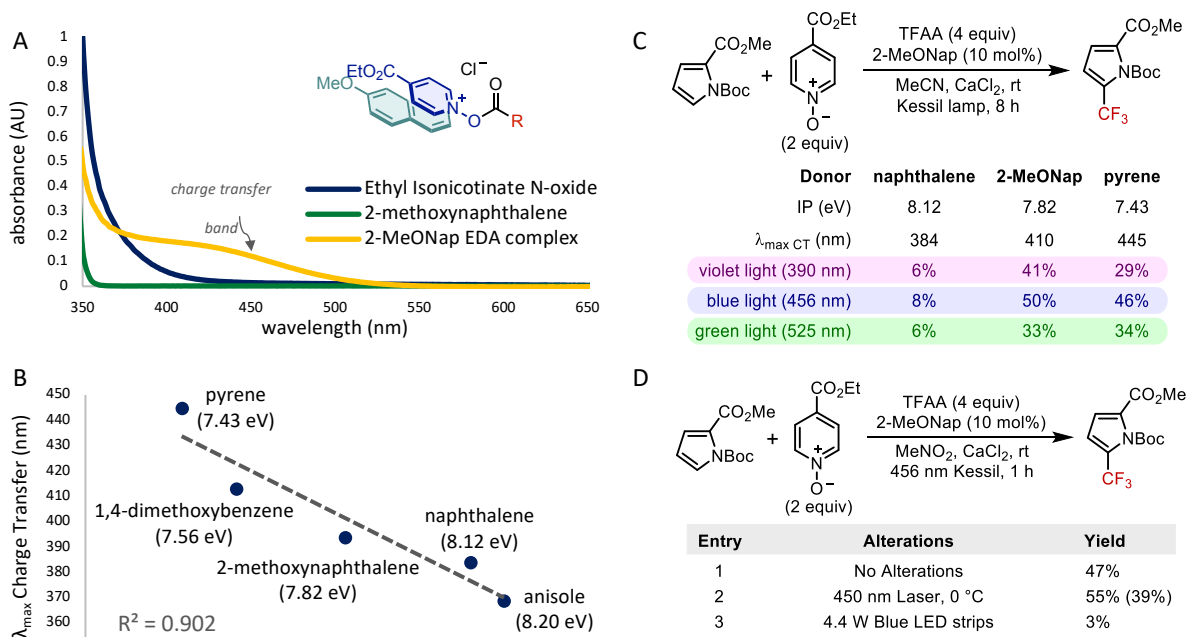 A
absorbance (AU)
1
0.9
0.8
0.7
0.6
0.5
0.4
0.3
0.2
0.1
0
350
400
450
500
550
600
650
wavelength (nm)
EtO₂C
MeO
Cl⁻
N⁺
O
O
R
charge transfer
band
Ethyl Isonicotinate N-oxide
2-methoxynaphthalene
2-MeONap EDA complex
B
λmax Charge Transfer (nm)
450
440
430
420
410
400
390
380
370
360
pyrene
(7.43 eV)
1,4-dimethoxybenzene
(7.56 eV)
2-methoxynaphthalene
(7.82 eV)
naphthalene
(8.12 eV)
anisole
(8.20 eV)
R² = 0.902
C
CO₂Me
NBoc
+
CO₂Et
N⁺
O⁻
(2 equiv)
TFAA (4 equiv)
2-MeONap (10 mol%)
MeCN, CaCl₂, rt
Kessil lamp, 8 h
CO₂Me
NBoc
CF₃
Donor naphthalene 2-MeONap pyrene
IP (eV) 8.12 7.82 7.43
λmax CT (nm) 384 410 445
violet light (390 nm) 6% 41% 29%
blue light (456 nm) 8% 50% 46%
green light (525 nm) 6% 33% 34%
D
CO₂Me
NBoc
+
CO₂Et
N⁺
O⁻
(2 equiv)
TFAA (4 equiv)
2-MeONap (10 mol%)
MeNO₂, CaCl₂, rt
456 nm Kessil, 1 h
CO₂Me
NBoc
CF₃
Entry Alterations Yield
1 No Alterations 47%
2 450 nm Laser, 0 °C 55% (39%)
3 4.4 W Blue LED strips 3%